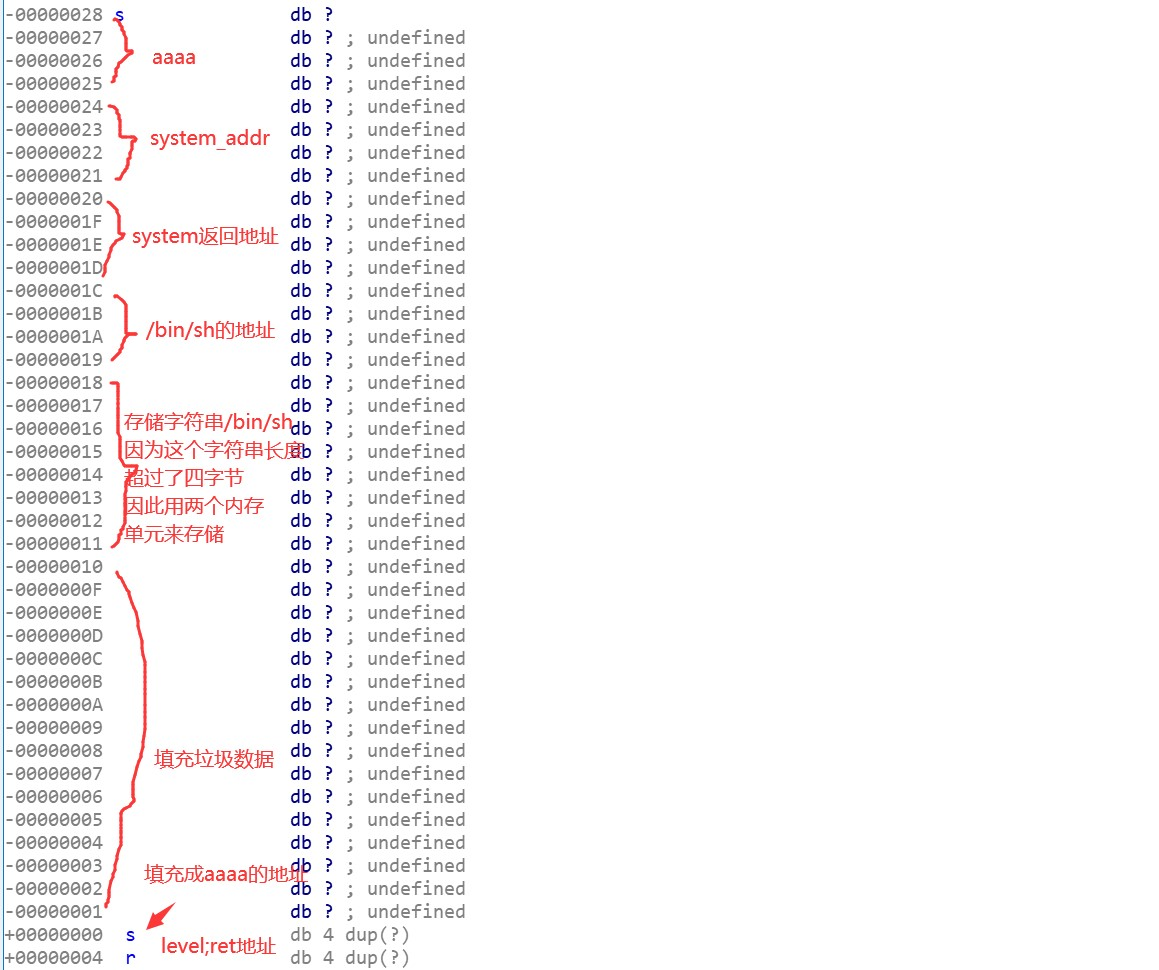 -00000028 s db ?
-00000027 db ? ; undefined
-00000026 db ? ; undefined
aaaa
-00000025 db ? ; undefined
-00000024 db ? ; undefined
-00000023 db ? ; undefined
system_addr
-00000022 db ? ; undefined
-00000021 db ? ; undefined
-00000020 db ? ; undefined
-0000001F db ? ; undefined
system返回地址
-0000001E db ? ; undefined
-0000001D db ? ; undefined
-0000001C db ? ; undefined
-0000001B db ? ; undefined
/bin/sh的地址
-0000001A db ? ; undefined
-00000019 db ? ; undefined
-00000018 db ? ; undefined
-00000017 db ? ; undefined
存储字符串/bin/sh
-00000016 db ? ; undefined
因为这个字符串长度
-00000015 db ? ; undefined
超过了四字节
-00000014 db ? ; undefined
-00000013 db ? ; undefined
因此用两个内存
-00000012 db ? ; undefined
单元来存储
-00000011 db ? ; undefined
-00000010 db ? ; undefined
-0000000F db ? ; undefined
-0000000E db ? ; undefined
-0000000D db ? ; undefined
-0000000C db ? ; undefined
-0000000B db ? ; undefined
-0000000A db ? ; undefined
-00000009 db ? ; undefined
-00000008 db ? ; undefined
填充垃圾数据
-00000007 db ? ; undefined
-00000006 db ? ; undefined
-00000005 db ? ; undefined
-00000004 db ? ; undefined
-00000003 db ? ; undefined
填充成aaaa的地址
-00000002 db ? ; undefined
-00000001 db ? ; undefined
+00000000 s db 4 dup(?)
level;ret地址
+00000004 r db 4 dup(?)